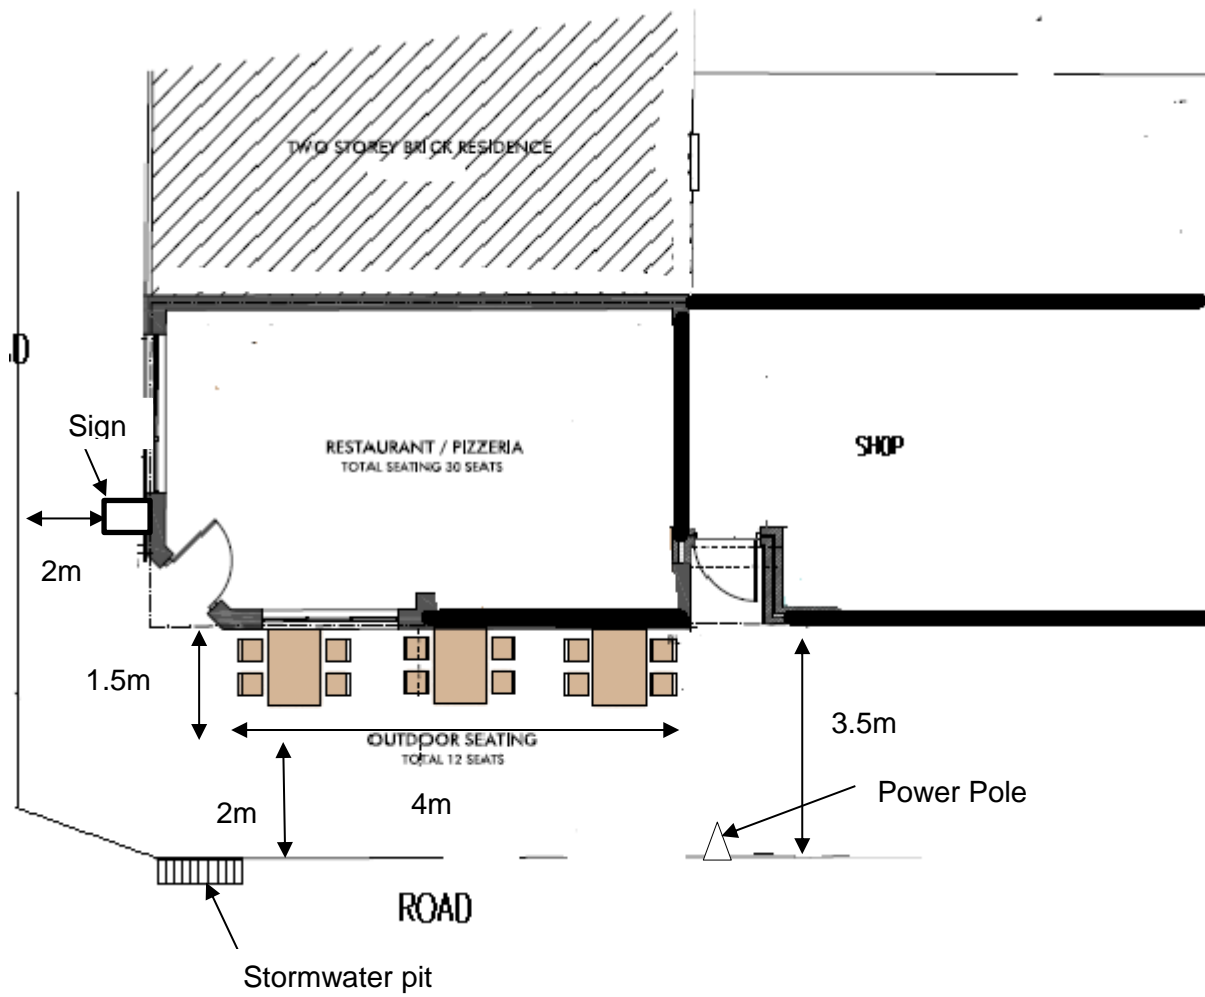 TWO STOREY BRICK RESIDENCE
D
Sign
RESTAURANT / PIZZERIA
TOTAL SEATING 30 SEATS
SHOP
2m
1.5m
3.5m
OUTDOOR SEATING
TOTAL 12 SEATS
2m
4m
Power Pole
ROAD
Stormwater pit